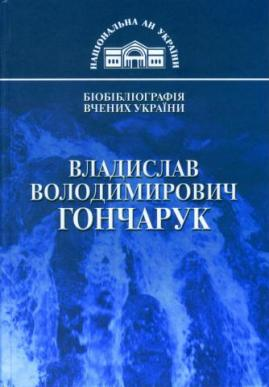 НАЦІОНАЛЬНА АН УКРАЇНИ
БІОБІБЛІОГРАФІЯ
ВЧЕНИХ УКРАЇНИ
ВЛАДИСЛАВ
ВОЛОДИМИРОВИЧ
ГОНЧАРУК